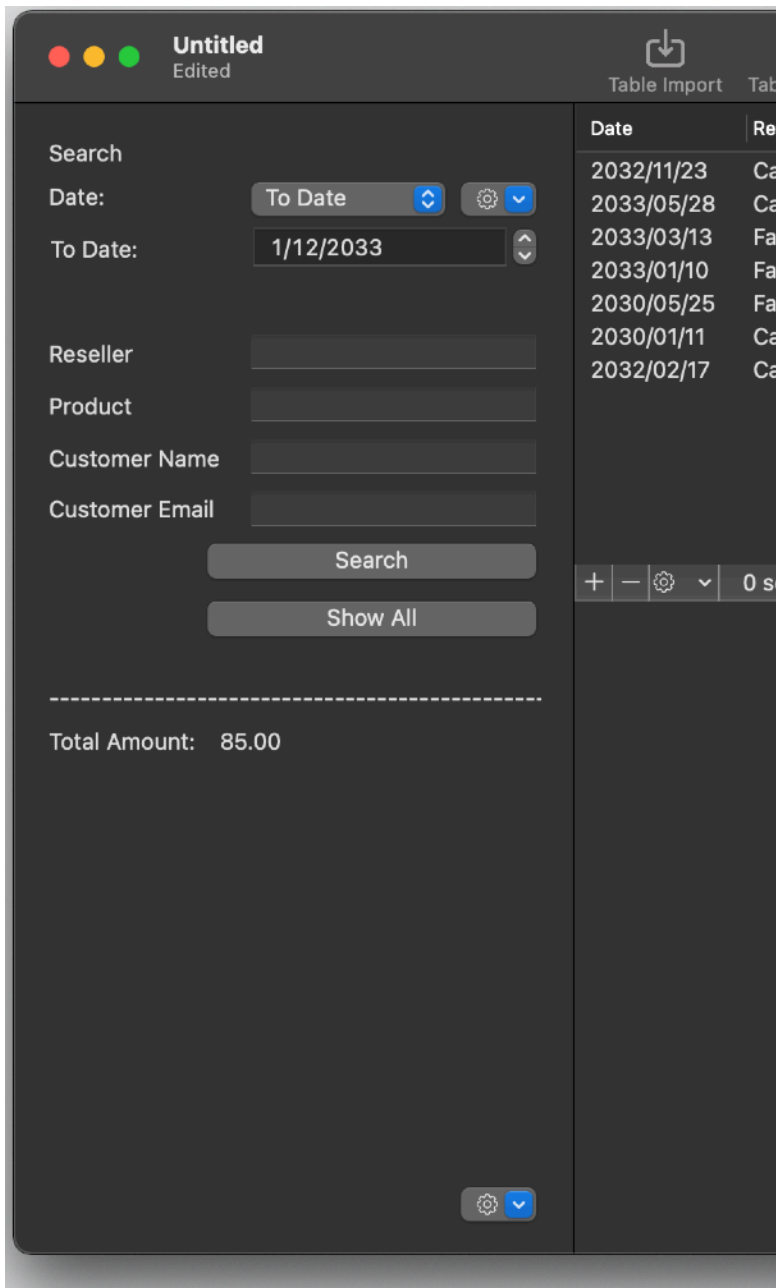 Untitled
Edited
Table Import
Search
Date:
To Date
To Date:
1/12/2033
Reseller
Product
Customer Name
Customer Email
Search
Show All
-----------------------------------------------
Total Amount: 85.00
Date
2032/11/23
2033/05/28
2033/03/13
2033/01/10
2030/05/25
2030/01/11
2032/02/17
+ −
0